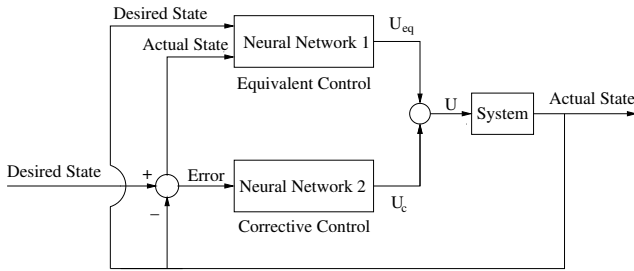 Desired State
Actual State
Neural Network 1
Equivalent Control
U_eq
U
System
Actual State
Desired State
+
−
Error
Neural Network 2
Corrective Control
U_c